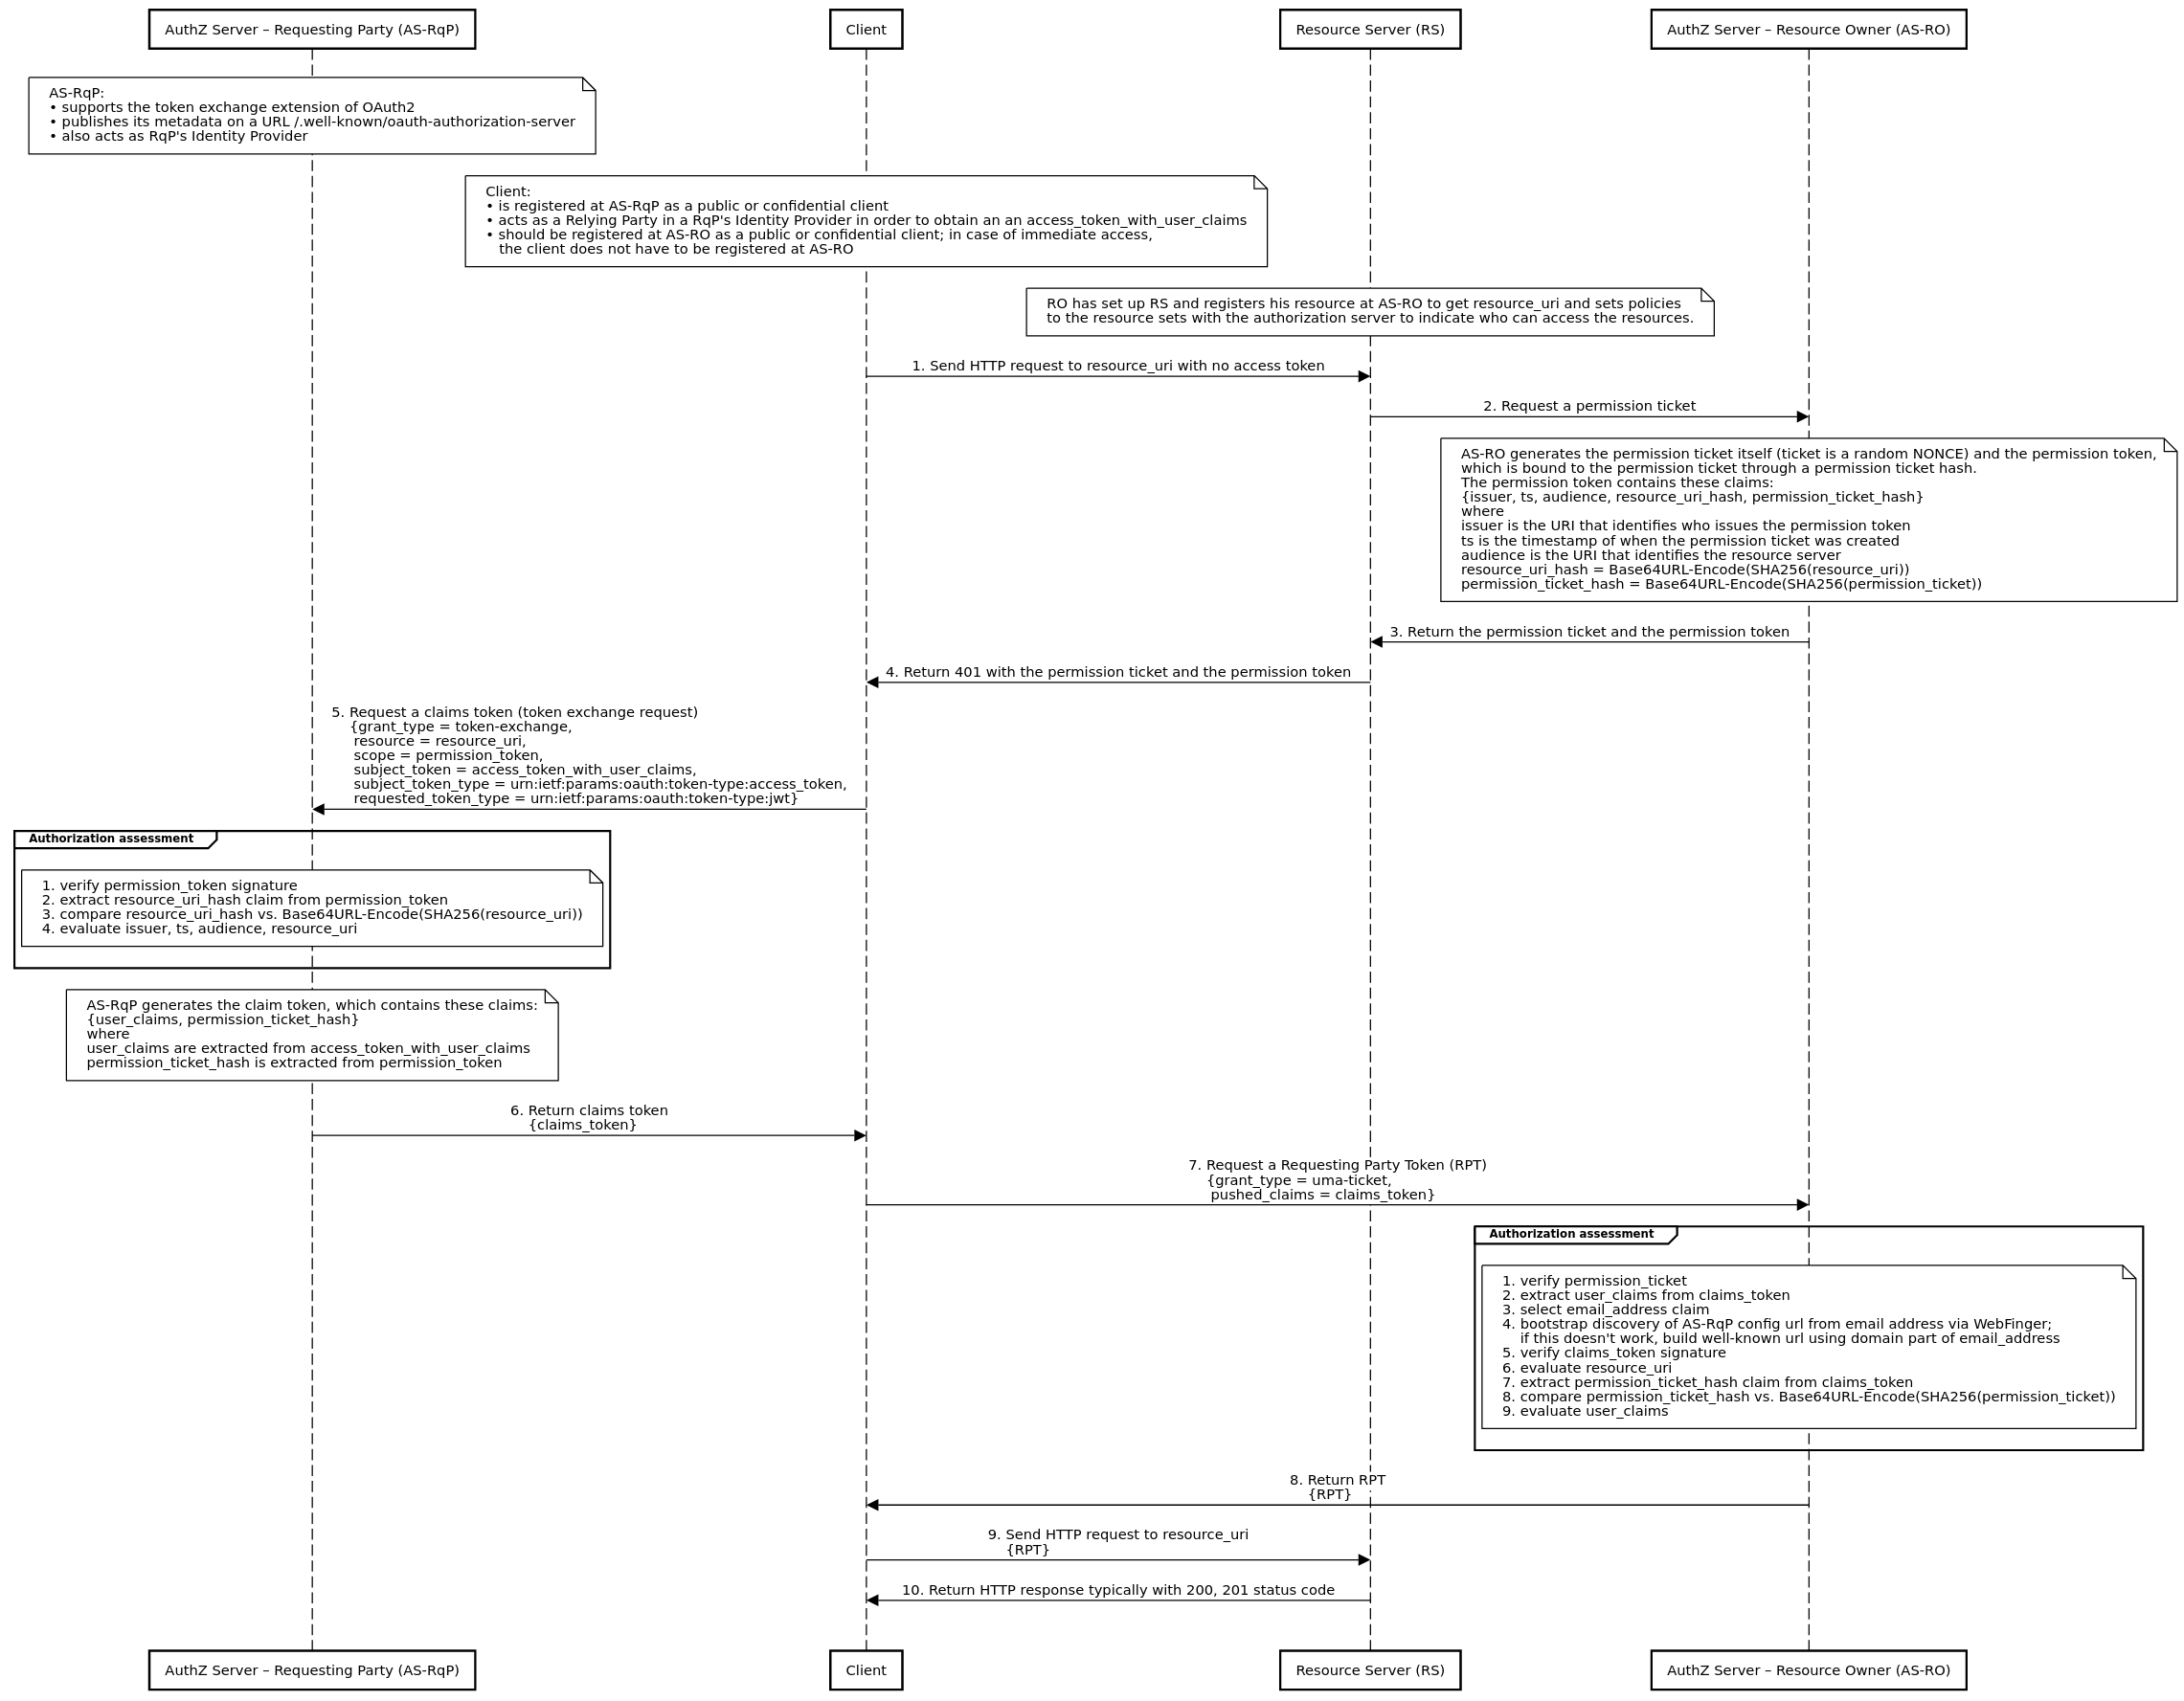 AuthZ Server – Requesting Party (AS-RqP)
Client
Resource Server (RS)
AuthZ Server – Resource Owner (AS-RO)
AS-RqP:
• supports the token exchange extension of OAuth2
• publishes its metadata on a URL /.well-known/oauth-authorization-server
• also acts as RqP's Identity Provider
Client:
• is registered at AS-RqP as a public or confidential client
• acts as a Relying Party in a RqP's Identity Provider in order to obtain an an access_token_with_user_claims
• should be registered at AS-RO as a public or confidential client; in case of immediate access,
the client does not have to be registered at AS-RO
RO has set up RS and registers his resource at AS-RO to get resource_uri and sets policies
to the resource sets with the authorization server to indicate who can access the resources.
1. Send HTTP request to resource_uri with no access token
2. Request a permission ticket
AS-RO generates the permission ticket itself (ticket is a random NONCE) and the permission token,
which is bound to the permission ticket through a permission ticket hash.
The permission token contains these claims:
{issuer, ts, audience, resource_uri_hash, permission_ticket_hash}
where
issuer is the URI that identifies who issues the permission token
ts is the timestamp of when the permission ticket was created
audience is the URI that identifies the resource server
resource_uri_hash = Base64URL-Encode(SHA256(resource_uri))
permission_ticket_hash = Base64URL-Encode(SHA256(permission_ticket))
3. Return the permission ticket and the permission token
4. Return 401 with the permission ticket and the permission token
5. Request a claims token (token exchange request)
{grant_type = token-exchange,
resource = resource_uri,
scope = permission_token,
subject_token = access_token_with_user_claims,
subject_token_type = urn:ietf:params:oauth:token-type:access_token,
requested_token_type = urn:ietf:params:oauth:token-type:jwt}
Authorization assessment
1. verify permission_token signature
2. extract resource_uri_hash claim from permission_token
3. compare resource_uri_hash vs. Base64URL-Encode(SHA256(resource_uri))
4. evaluate issuer, ts, audience, resource_uri
AS-RqP generates the claim token, which contains these claims:
{user_claims, permission_ticket_hash}
where
user_claims are extracted from access_token_with_user_claims
permission_ticket_hash is extracted from permission_token
6. Return claims token
{claims_token}
7. Request a Requesting Party Token (RPT)
{grant_type = uma-ticket,
pushed_claims = claims_token}
Authorization assessment
1. verify permission_ticket
2. extract user_claims from claims_token
3. select email_address claim
4. bootstrap discovery of AS-RqP config url from email address via WebFinger;
if this doesn't work, build well-known url using domain part of email_address
5. verify claims_token signature
6. evaluate resource_uri
7. extract permission_ticket_hash claim from claims_token
8. compare permission_ticket_hash vs. Base64URL-Encode(SHA256(permission_ticket))
9. evaluate user_claims
8. Return RPT
{RPT}
9. Send HTTP request to resource_uri
{RPT}
10. Return HTTP response typically with 200, 201 status code
AuthZ Server – Requesting Party (AS-RqP)
Client
Resource Server (RS)
AuthZ Server – Resource Owner (AS-RO)